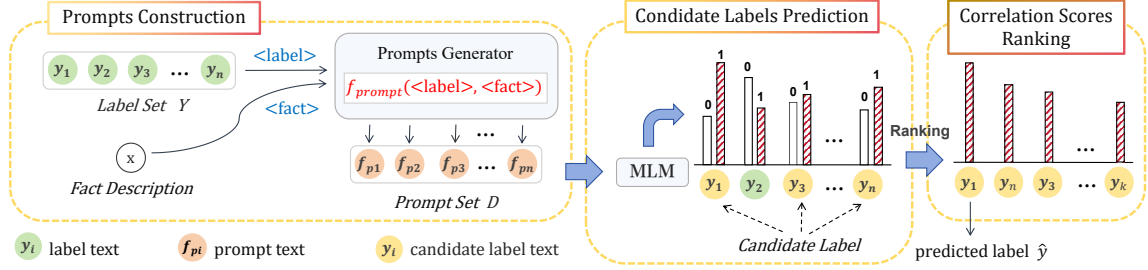 Prompts Construction
<label>
y1 y2 y3 ... yn
Label Set Y
<fact>
x
Fact Description
Prompts Generator
fprompt(<label>, <fact>)
...
fp1 fp2 fp3 ... fpn
Prompt Set D
yi label text
fpi prompt text
yi candidate label text
Candidate Labels Prediction
MLM
0 1 0 1 0 1 0 1
...
y1 y2 y3 ... yn
Candidate Label
Ranking
Correlation Scores
Ranking
...
y1 yn y3 ... yk
predicted label ŷ